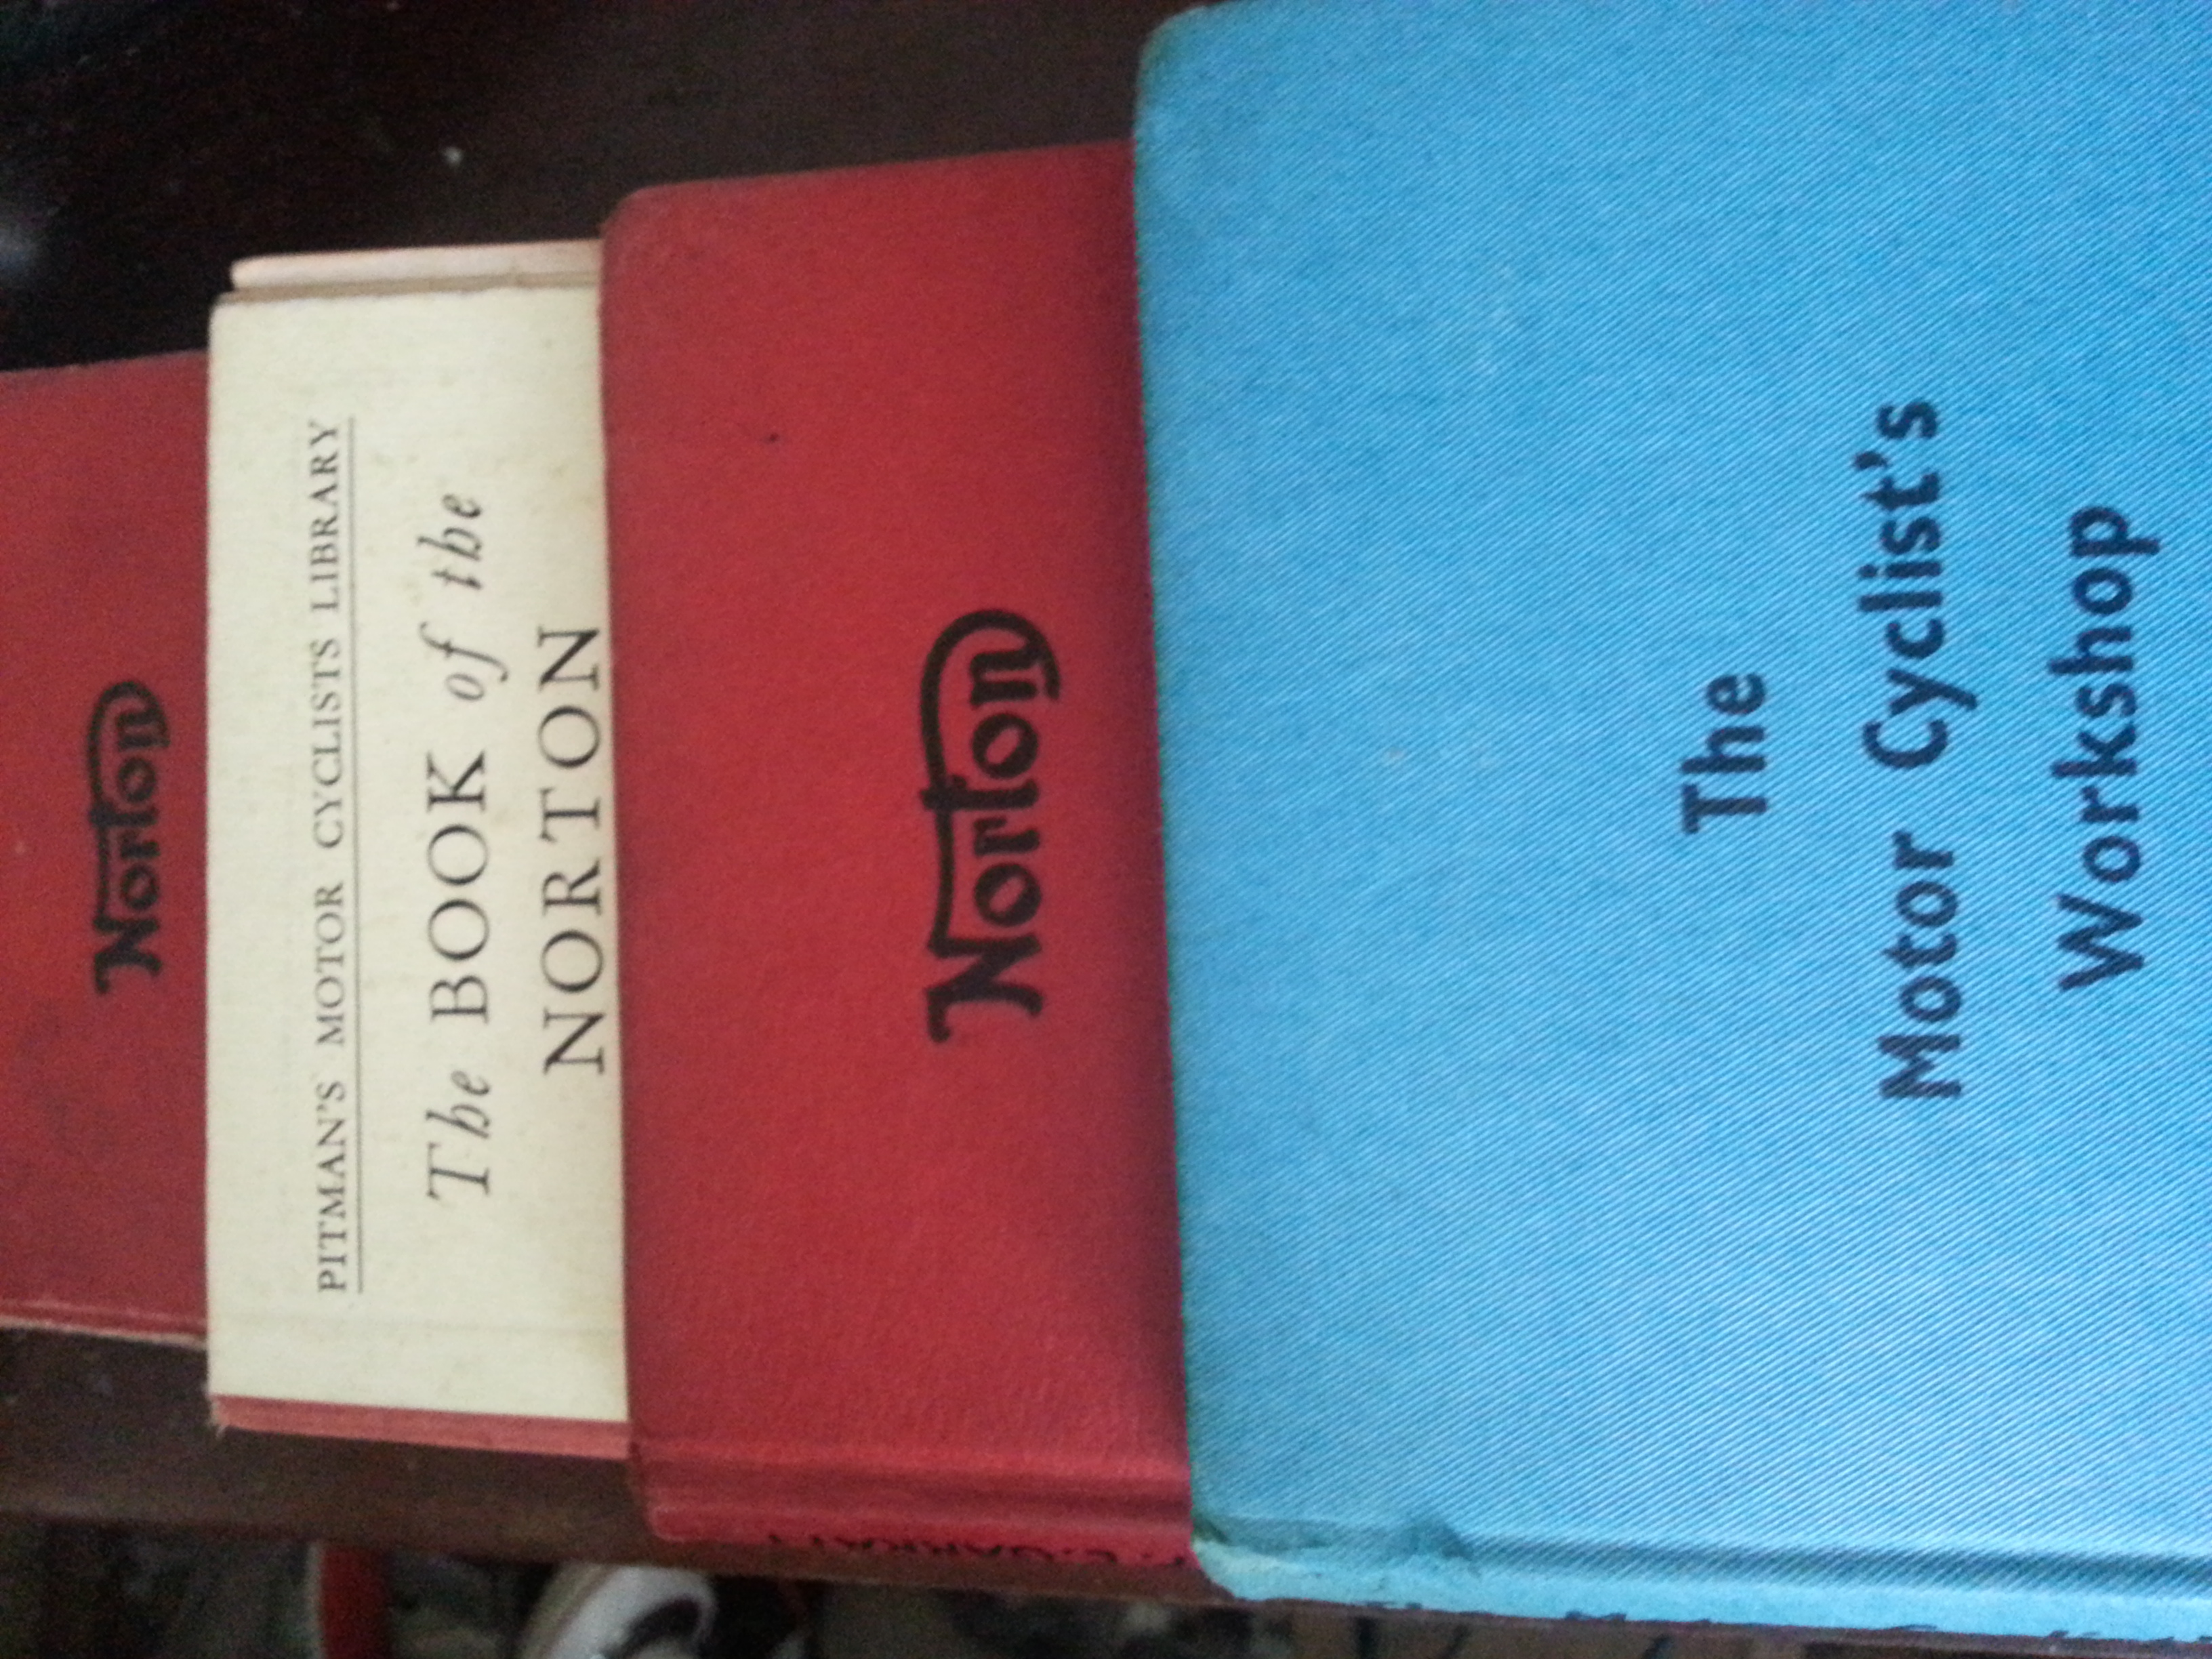 Norton
PITMAN'S MOTOR CYCLISTS LIBRARY
The BOOK of the
NORTON
Norton
The
Motor Cyclist's
Workshop